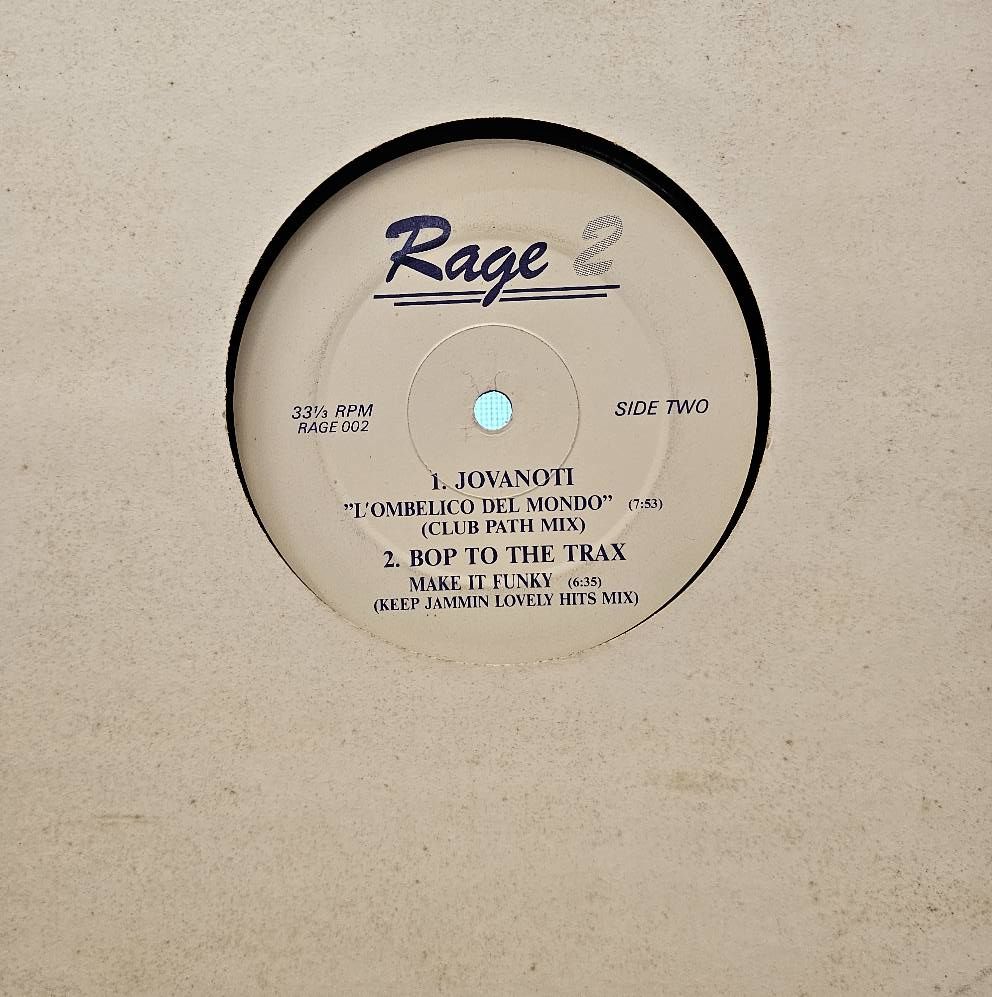 Rage 2
33⅓ RPM
RAGE 002
SIDE TWO
1. JOVANOTI
"L'OMBELICO DEL MONDO" (7:53)
(CLUB PATH MIX)
2. BOP TO THE TRAX
MAKE IT FUNKY (6:35)
(KEEP JAMMIN LOVELY HITS MIX)